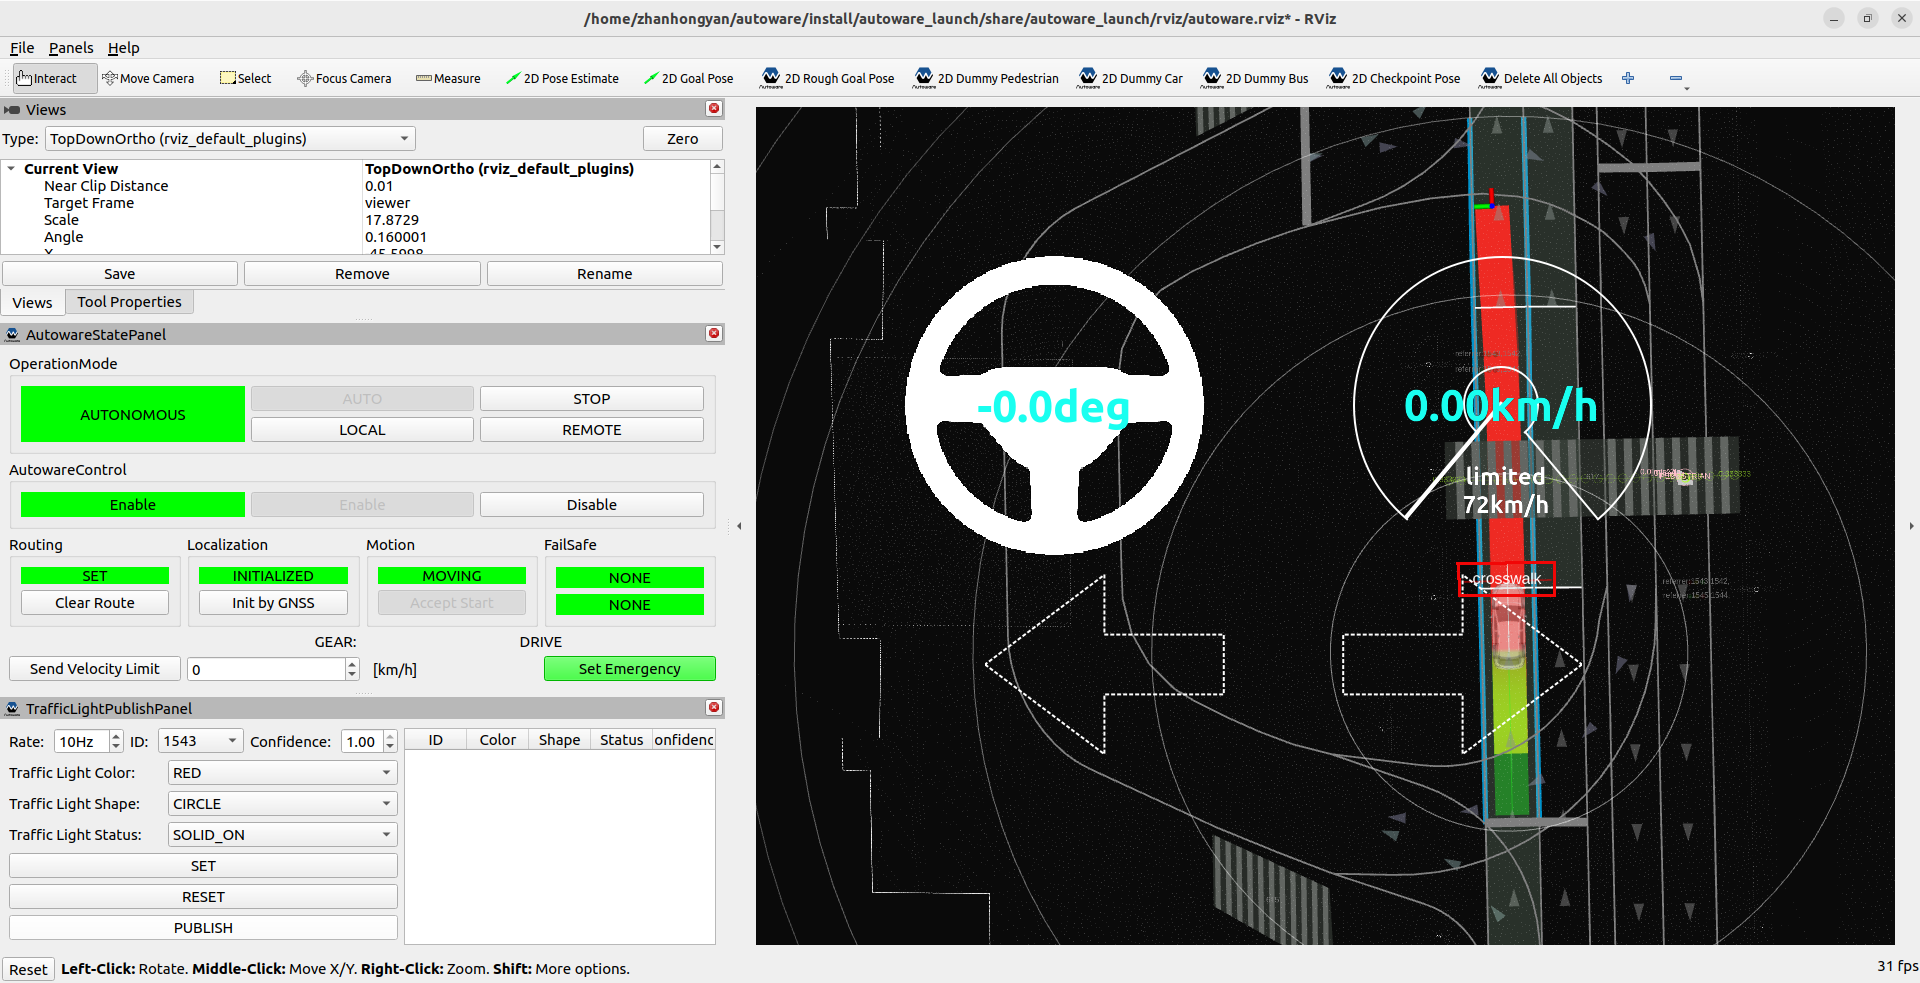 /home/zhanhongyan/autoware/install/autoware_launch/share/autoware_launch/rviz/autoware.rviz* - RViz
File Panels Help
Interact Move Camera Select Focus Camera Measure 2D Pose Estimate 2D Goal Pose 2D Rough Goal Pose 2D Dummy Pedestrian 2D Dummy Car 2D Dummy Bus 2D Checkpoint Pose Delete All Objects
Views
Type: TopDownOrtho (rviz_default_plugins) Zero
Current View TopDownOrtho (rviz_default_plugins)
Near Clip Distance 0.01
Target Frame viewer
Scale 17.8729
Angle 0.160001
Save Remove Rename
Views Tool Properties
AutowareStatePanel
OperationMode
AUTONOMOUS AUTO STOP
LOCAL REMOTE
AutowareControl
Enable Enable Disable
Routing Localization Motion FailSafe
SET INITIALIZED MOVING NONE
Clear Route Init by GNSS Accept Start NONE
GEAR: DRIVE
Send Velocity Limit 0 [km/h] Set Emergency
TrafficLightPublishPanel
Rate: 10Hz ID: 1543 Confidence: 1.00
ID Color Shape Status onfidenc
Traffic Light Color: RED
Traffic Light Shape: CIRCLE
Traffic Light Status: SOLID_ON
SET
RESET
PUBLISH
-0.0deg
0.00km/h
limited
72km/h
crosswalk
referrer:1543 1542,
referrer:1545 1544,
Reset Left-Click: Rotate. Middle-Click: Move X/Y. Right-Click: Zoom. Shift: More options. 31 fps